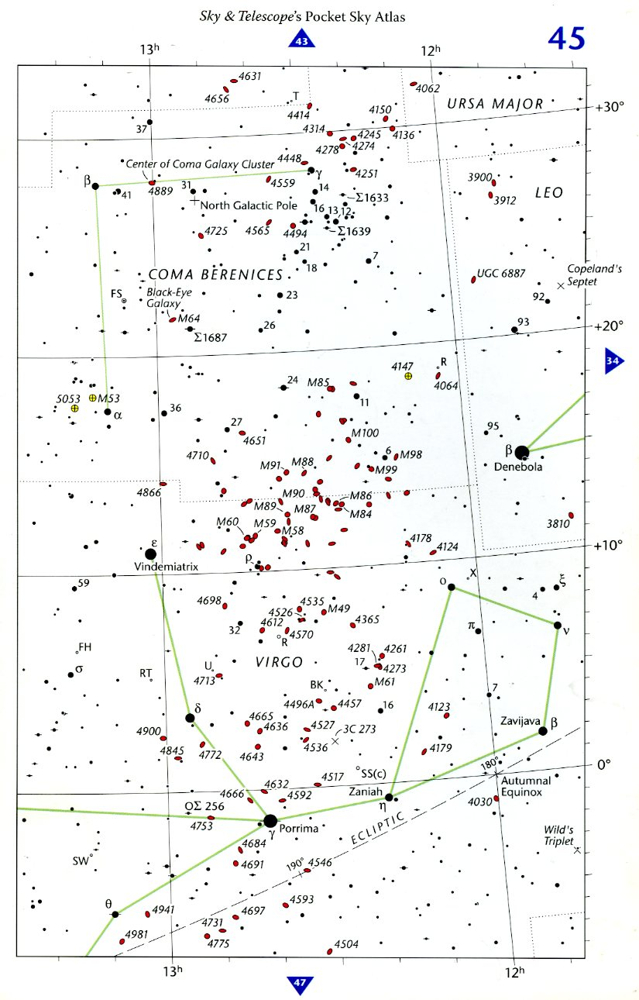 Sky & Telescope's Pocket Sky Atlas
43
45
13h
12h
4631
4656
T
4414
4062
URSA MAJOR
+30°
37
4150
4314
4245
4136
4278
4274
Center of Coma Galaxy Cluster
4448
γ
4251
β
41
4889
31
4559
14
Σ1633
3900
LEO
3912
North Galactic Pole
16
13
12
4725
4565
4494
Σ1639
21
18
7
COMA BERENICES
UGC 6887
Copeland's
Septet
FS
Black-Eye
Galaxy
23
92
M64
26
93
Σ1687
+20°
34
4147
R
24
M85
4064
5053
M53
11
α
36
27
M100
95
4651
β
Denebola
4710
M91
M88
6
M98
M99
4866
M90
M86
M89
M87
M84
3810
M60
M59
M58
4178
4124
ε
Vindemiatrix
ρ
+10°
59
ο
X
4
ξ
4698
4535
M49
4526
4612
4570
4365
ν
32
R
π
FH
VIRGO
4281
4261
17
4273
σ
RT
U
4713
BK
M61
7
4496A
4457
16
4123
Zavijava
β
δ
4665
4636
4527
3C 273
4900
4536
4179
4845
4772
4643
0°
180°
SS(c)
4517
Autumnal
Equinox
4632
Zaniah
4666
4592
η
4030
OΣ 256
4753
γ
Porrima
ECLIPTIC
Wild's
Triplet
4684
SW
4691
190°
4546
θ
4941
4593
4697
4731
4981
4775
4504
13h
12h
47